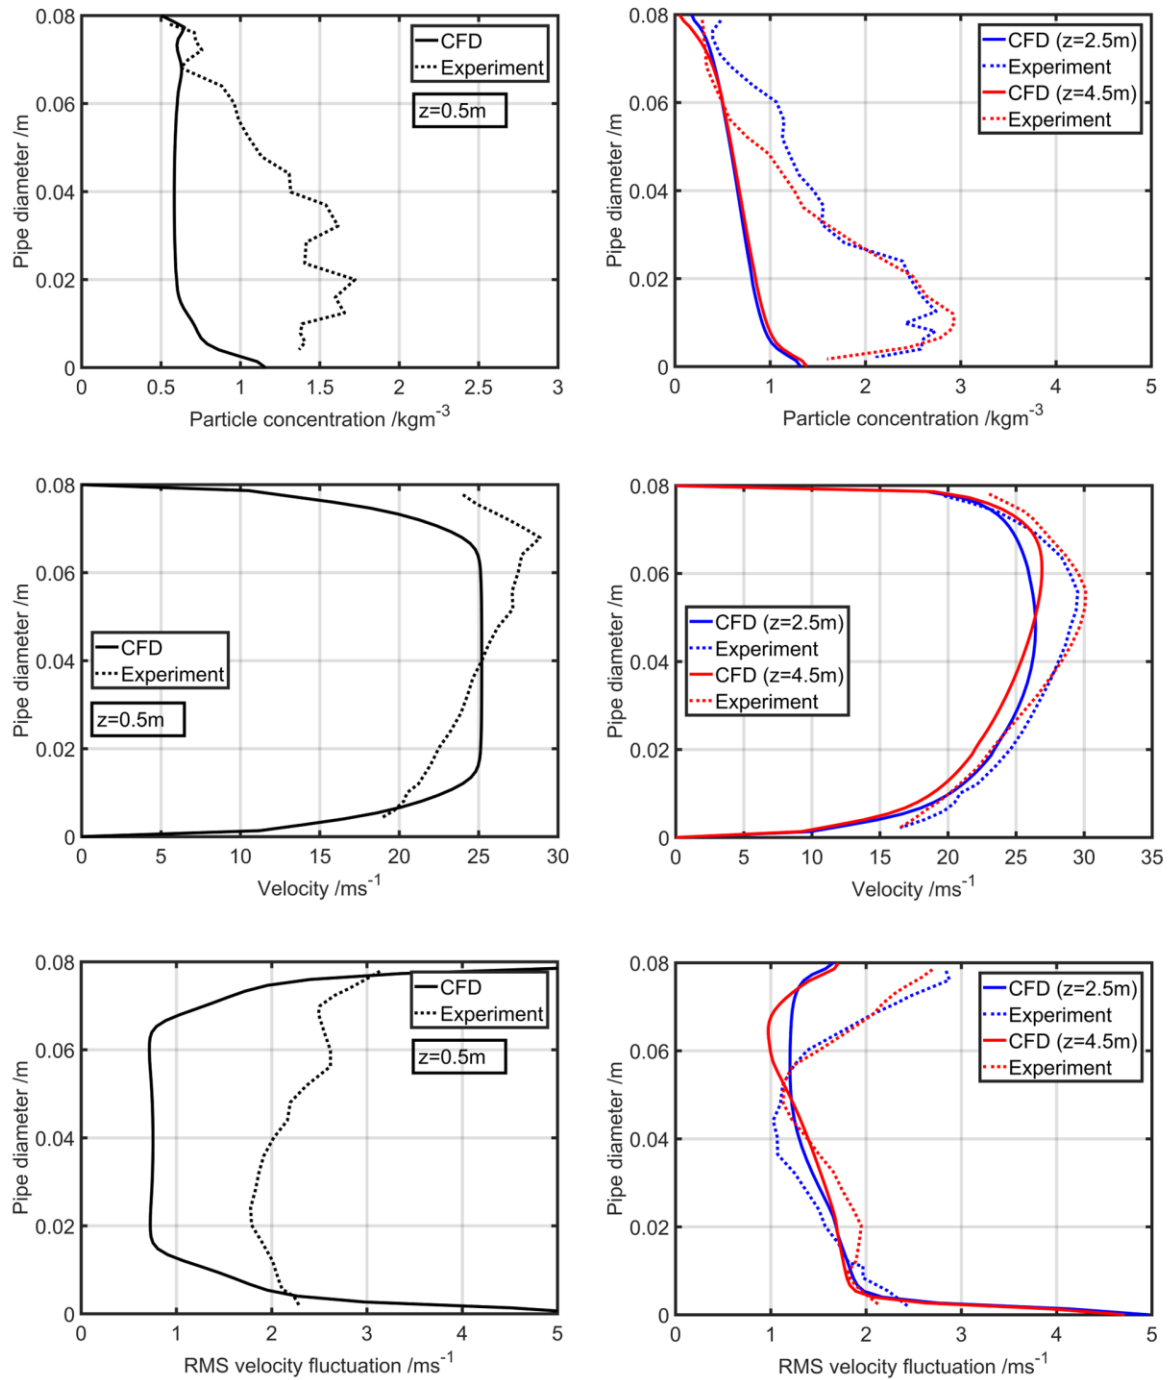 0.08
0.06
0.04
0.02
0
Pipe diameter /m
0
0.5
1
1.5
2
2.5
3
Particle concentration /kgm⁻³
CFD
Experiment
z=0.5m
0.08
0.06
0.04
0.02
0
Pipe diameter /m
0
1
2
3
4
5
Particle concentration /kgm⁻³
CFD (z=2.5m)
Experiment
CFD (z=4.5m)
Experiment
0.08
0.06
0.04
0.02
0
Pipe diameter /m
0
5
10
15
20
25
30
Velocity /ms⁻¹
CFD
Experiment
z=0.5m
0.08
0.06
0.04
0.02
0
Pipe diameter /m
0
5
10
15
20
25
30
35
Velocity /ms⁻¹
CFD (z=2.5m)
Experiment
CFD (z=4.5m)
Experiment
0.08
0.06
0.04
0.02
0
Pipe diameter /m
0
1
2
3
4
5
RMS velocity fluctuation /ms⁻¹
CFD
Experiment
z=0.5m
0.08
0.06
0.04
0.02
0
Pipe diameter /m
0
1
2
3
4
5
RMS velocity fluctuation /ms⁻¹
CFD (z=2.5m)
Experiment
CFD (z=4.5m)
Experiment